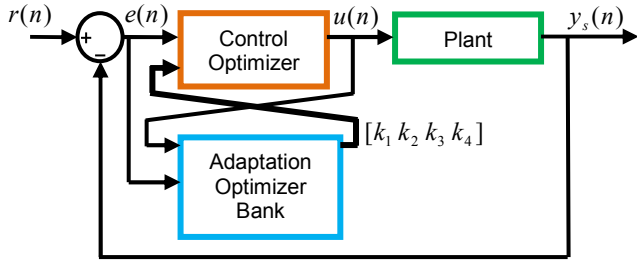 r(n)
+
−
e(n)
Control
Optimizer
u(n)
Plant
y_s(n)
[k_1 k_2 k_3 k_4]
Adaptation
Optimizer
Bank